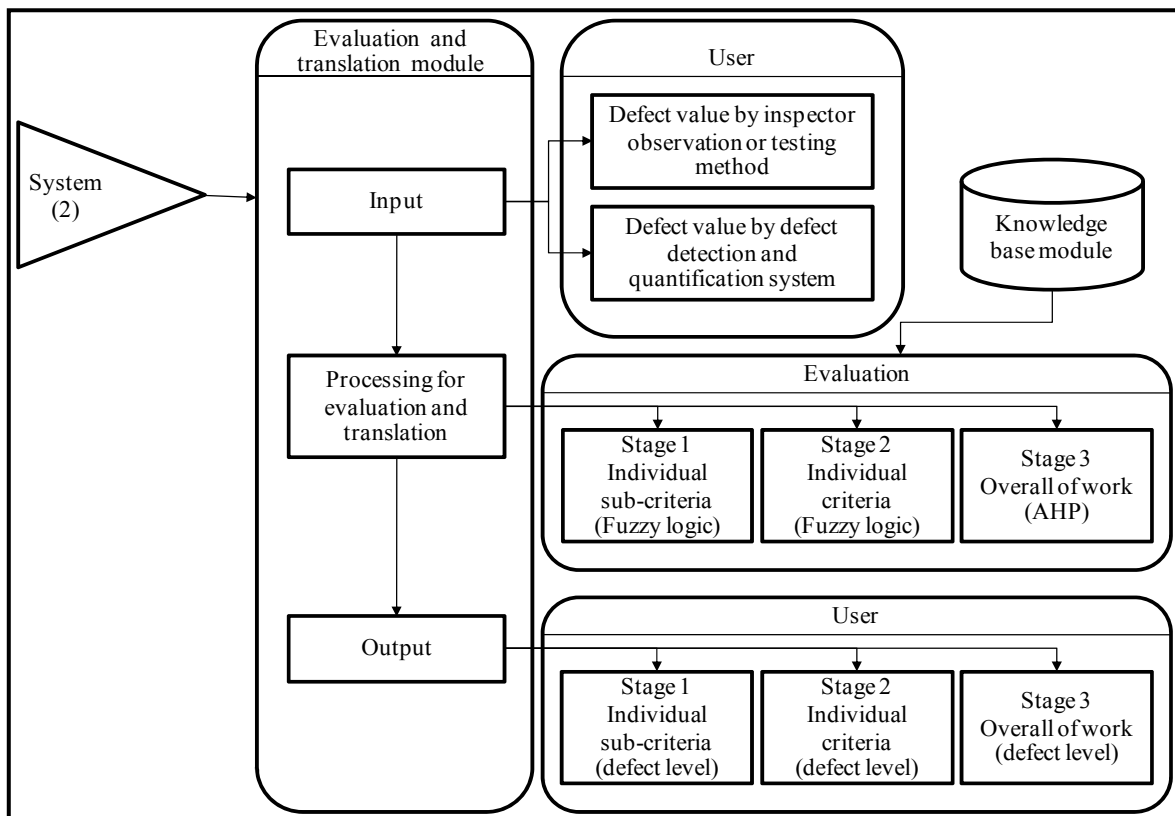 Evaluation and
translation module
User
Defect value by inspector
observation or testing
method
System
(2)
Input
Defect value by defect
detection and
quantification system
Knowledge
base module
Processing for
evaluation and
translation
Evaluation
Stage 1
Individual
sub-criteria
(Fuzzy logic)
Stage 2
Individual
criteria
(Fuzzy logic)
Stage 3
Overall of work
(AHP)
Output
User
Stage 1
Individual
sub-criteria
(defect level)
Stage 2
Individual
criteria
(defect level)
Stage 3
Overall of work
(defect level)